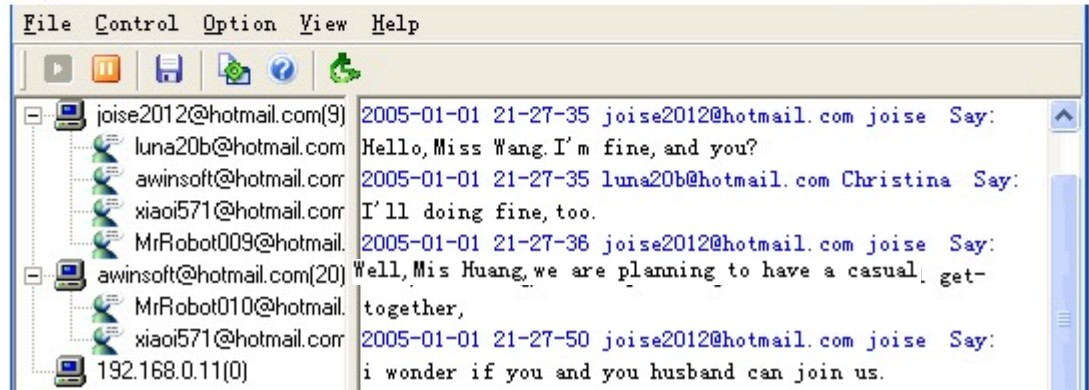 File Control Option View Help
joise2012@hotmail.com(9)
luna20b@hotmail.com
awinsoft@hotmail.com
xiaoi571@hotmail.com
MrRobot009@hotmail.
awinsoft@hotmail.com(20)
MrRobot010@hotmail.
xiaoi571@hotmail.com
192.168.0.11(0)
2005-01-01 21-27-35 joise2012@hotmail.com joise Say:
Hello,Miss Wang.I'm fine,and you?
2005-01-01 21-27-35 luna20b@hotmail.com Christina Say:
I'll doing fine,too.
2005-01-01 21-27-36 joise2012@hotmail.com joise Say:
Well,Mis Huang,we are planning to have a casual get-
together,
2005-01-01 21-27-50 joise2012@hotmail.com joise Say:
i wonder if you and you husband can join us.